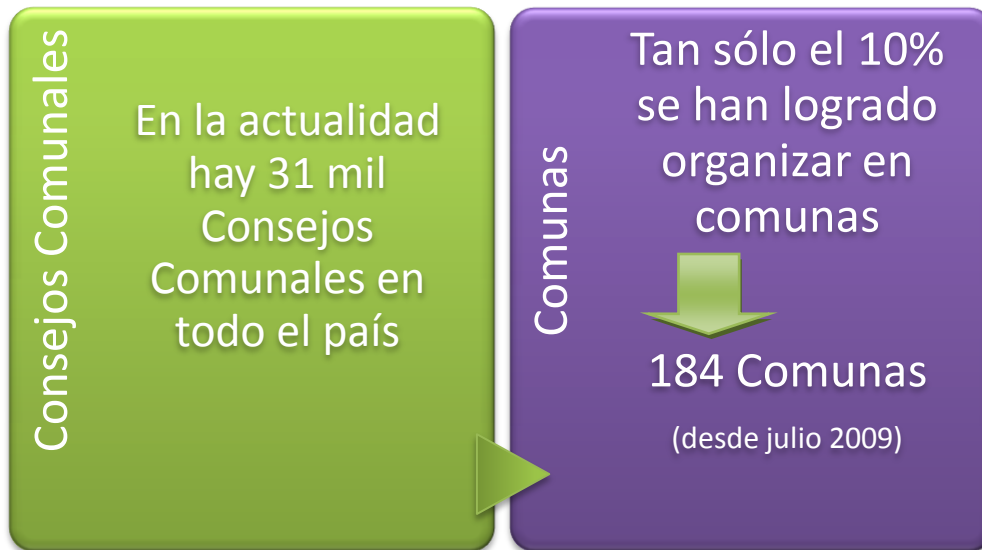 Consejos Comunales
En la actualidad
hay 31 mil
Consejos
Comunales en
todo el país
Comunas
Tan sólo el 10%
se han logrado
organizar en
comunas
184 Comunas
(desde julio 2009)